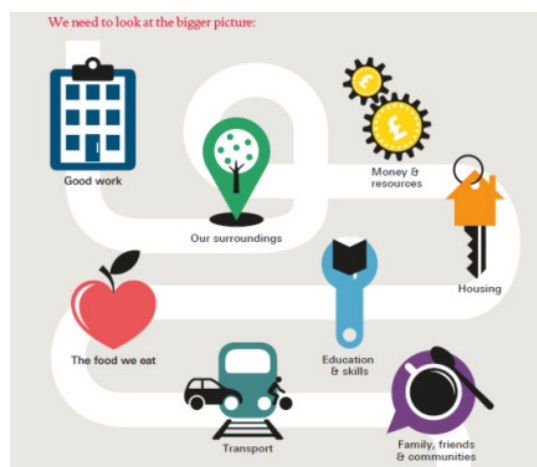 We need to look at the bigger picture:
Good work
Our surroundings
£
£
Money &
resources
Housing
The food we eat
Education
& skills
Transport
Family, friends
& communities